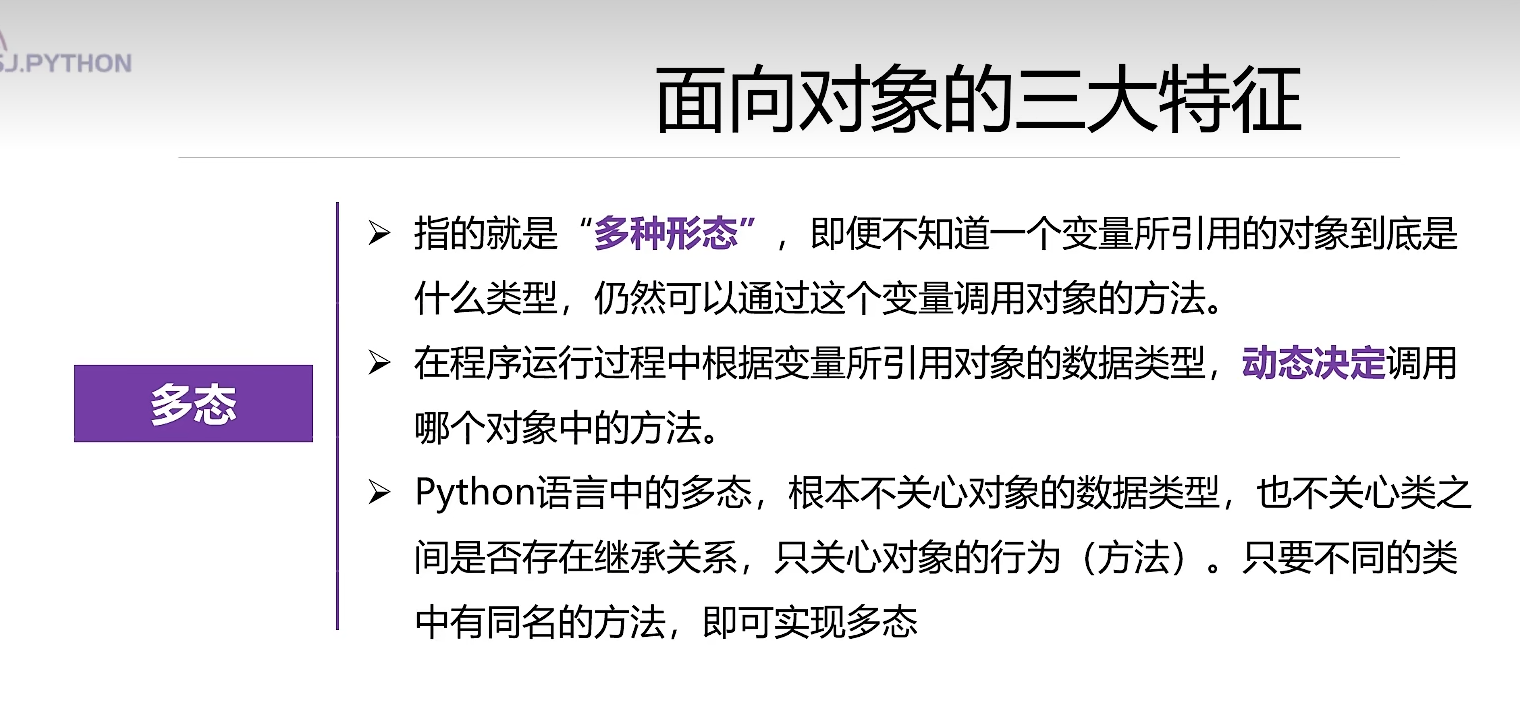 SJ.PYTHON
面向对象的三大特征
多态
➢ 指的就是“多种形态”，即便不知道一个变量所引用的对象到底是
什么类型，仍然可以通过这个变量调用对象的方法。
➢ 在程序运行过程中根据变量所引用对象的数据类型，动态决定调用
哪个对象中的方法。
➢ Python语言中的多态，根本不关心对象的数据类型，也不关心类之
间是否存在继承关系，只关心对象的行为（方法）。只要不同的类
中有同名的方法，即可实现多态